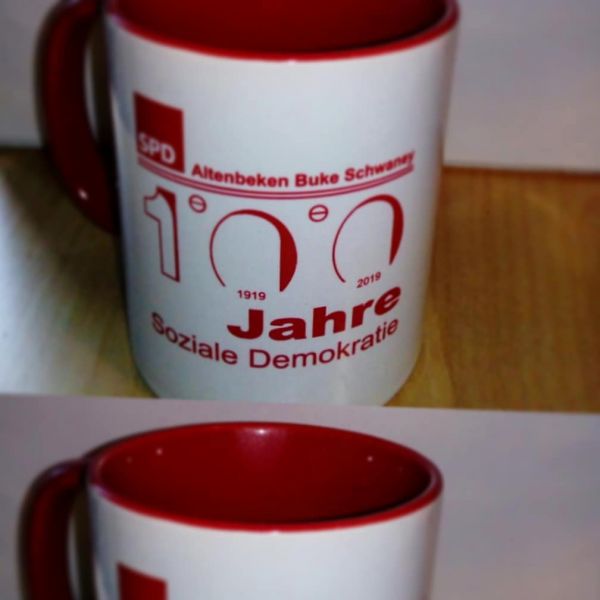 SPD
Altenbeken Buke Schwaney
100
1919
2019
Jahre
Soziale Demokratie